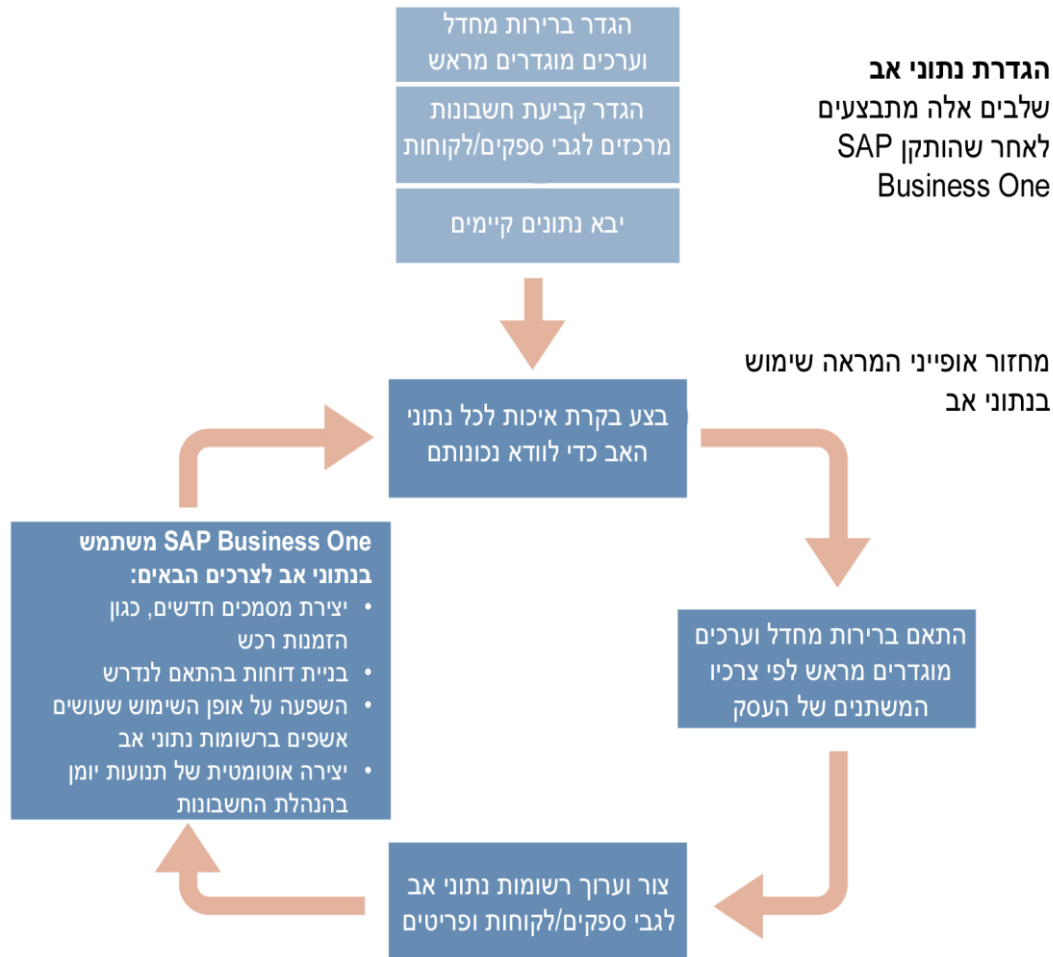 הגדר ברירות מחדל
וערכים מוגדרים מראש
הגדר קביעת חשבונות
מרכזים לגבי ספקים/לקוחות
יבא נתונים קיימים
הגדרת נתוני אב
שלבים אלה מתבצעים
לאחר שהותקן SAP
Business One
מחזור אופייני המראה שימוש
בנתוני אב
בצע בקרת איכות לכל נתוני
האב כדי לוודא נכונותם
התאם ברירות מחדל וערכים
מוגדרים מראש לפי צרכיו
המשתנים של העסק
צור וערוך רשומות נתוני אב
לגבי ספקים/לקוחות ופריטים
SAP Business One משתמש
בנתוני אב לצרכים הבאים:
• יצירת מסמכים חדשים, כגון
הזמנות רכש
• בניית דוחות בהתאם לנדרש
• השפעה על אופן השימוש שעושים
אשפים ברשומות נתוני אב
• יצירה אוטומטית של תנועות יומן
בהנהלת החשבונות